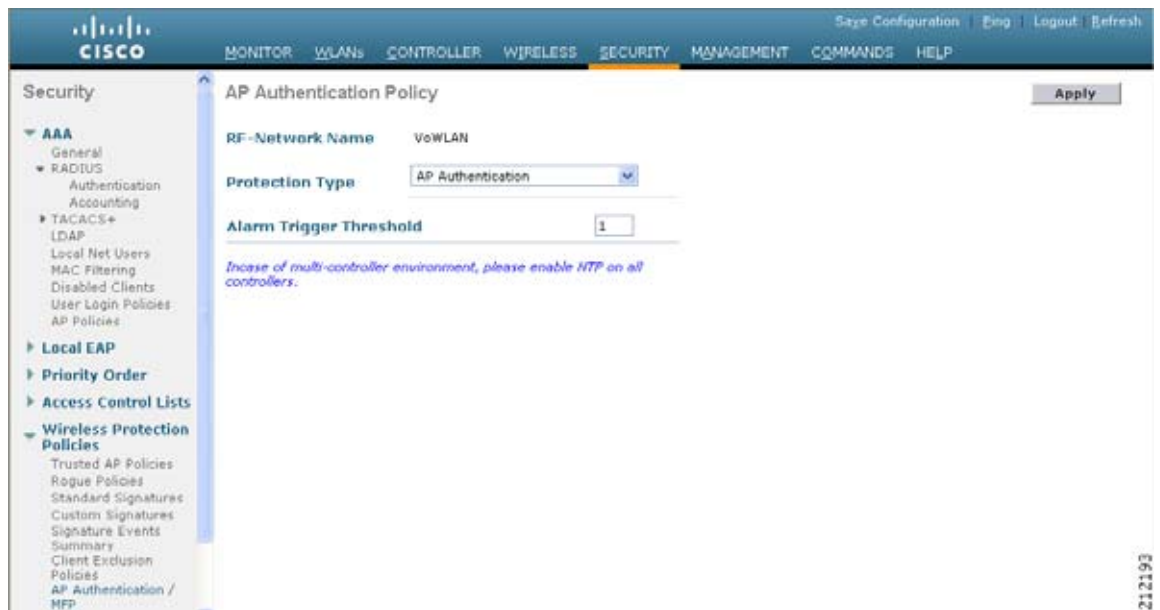 Save Configuration Ping Logout Refresh
CISCO
MONITOR WLANs CONTROLLER WIRELESS SECURITY MANAGEMENT COMMANDS HELP
Security
AAA
General
RADIUS
Authentication
Accounting
TACACS+
LDAP
Local Net Users
MAC Filtering
Disabled Clients
User Login Policies
AP Policies
Local EAP
Priority Order
Access Control Lists
Wireless Protection
Policies
Trusted AP Policies
Rogue Policies
Standard Signatures
Custom Signatures
Signature Events
Summary
Client Exclusion
Policies
AP Authentication /
MFP
AP Authentication Policy
Apply
RF-Network Name VoWLAN
Protection Type AP Authentication
Alarm Trigger Threshold 1
Incase of multi-controller environment, please enable NTP on all
controllers.
212193